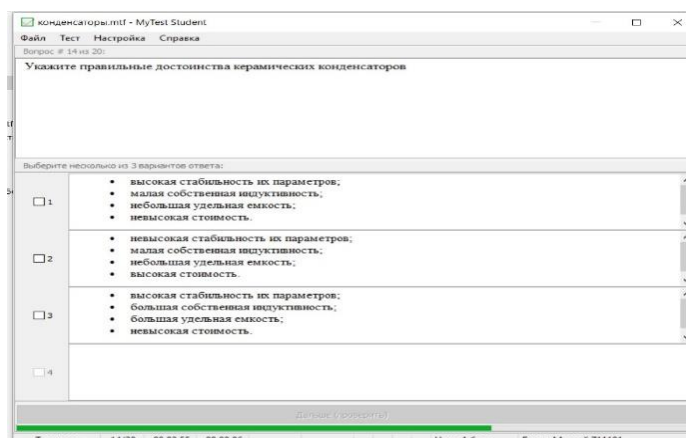 конденсаторы.mtf - MyTest Student
Файл Тест Настройка Справка
Вопрос # 14 из 20:
Укажите правильные достоинства керамических конденсаторов
Выберите несколько из 3 вариантов ответа:
1
• высокая стабильность их параметров;
• малая собственная индуктивность;
• небольшая удельная емкость;
• невысокая стоимость.
2
• невысокая стабильность их параметров;
• малая собственная индуктивность;
• небольшая удельная емкость;
• высокая стоимость.
3
• высокая стабильность их параметров;
• большая собственная индуктивность;
• большая удельная емкость;
• невысокая стоимость.
4
Дальше (проверить)